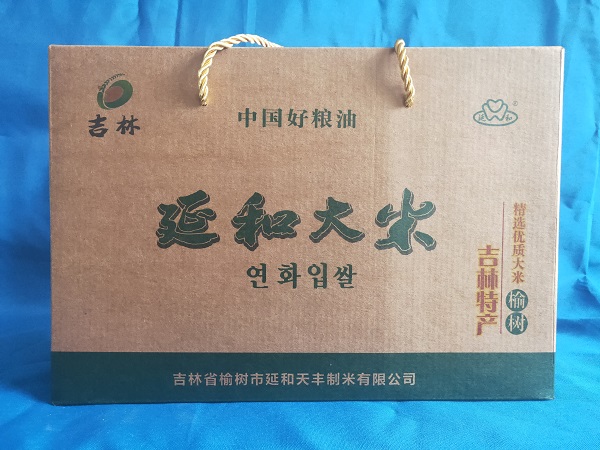 吉林
中国好粮油
延和
延和大米
연화입쌀
精选优质大米
榆树
吉林特产
吉林省榆树市延和天丰制米有限公司